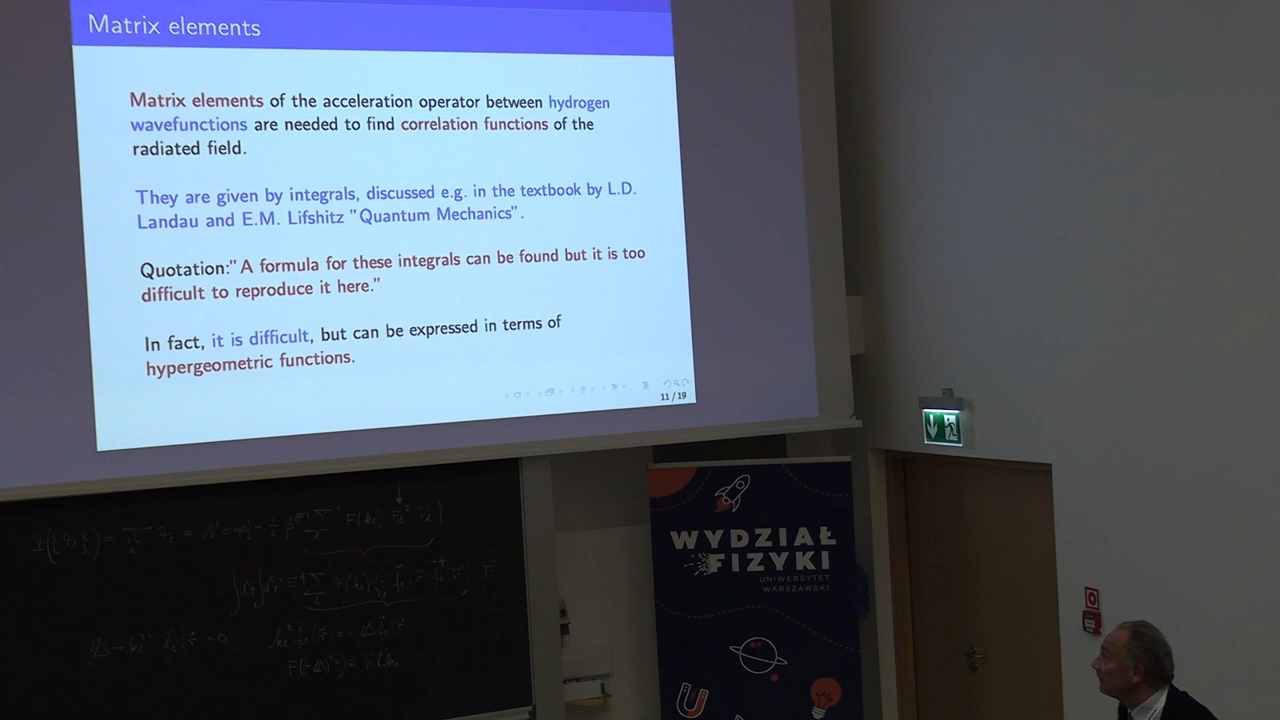 Matrix elements
Matrix elements of the acceleration operator between hydrogen
wavefunctions are needed to find correlation functions of the
radiated field.
They are given by integrals, discussed e.g. in the textbook by L.D.
Landau and E.M. Lifshitz "Quantum Mechanics".
Quotation:"A formula for these integrals can be found but it is too
difficult to reproduce it here."
In fact, it is difficult, but can be expressed in terms of
hypergeometric functions.
11/19
WYDZIAŁ
FIZYKI
UNIWERSYTET
WARSZAWSKI